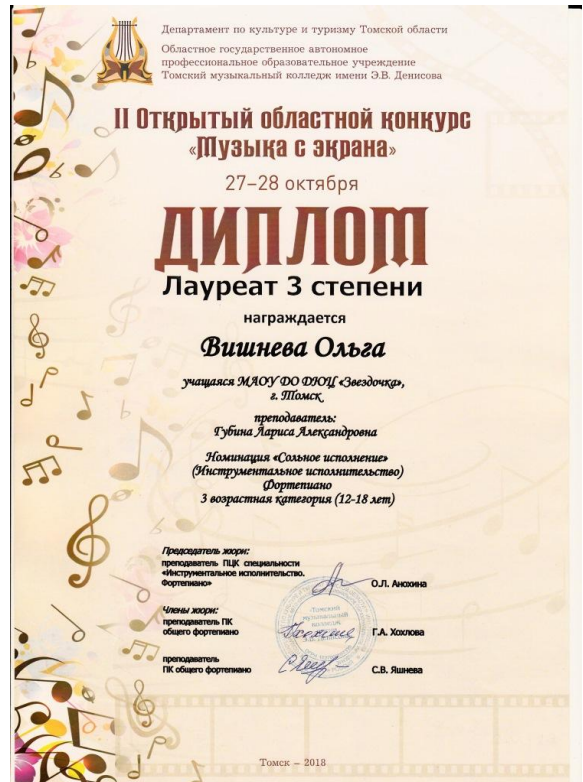 Департамент по культуре и туризму Томской области
Областное государственное автономное
профессиональное образовательное учреждение
Томский музыкальный колледж имени Э.В. Денисова
II Открытый областной конкурс
«Музыка с экрана»
27–28 октября
ДИПЛОМ
Лауреат 3 степени
награждается
Вишнева Ольга
учащаяся МАОУ ДО ДЮЦ «Звездочка»,
г. Томск
преподаватель:
Губина Лариса Александровна
Номинация «Сольное исполнение»
(Инструментальное исполнительство)
Фортепиано
3 возрастная категория (12-18 лет)
Председатель жюри:
преподаватель ПЦК специальности
«Инструментальное исполнительство.
Фортепиано»
О.Л. Анохина
Члены жюри:
преподаватель ПК
общего фортепиано
Г.А. Хохлова
преподаватель
ПК общего фортепиано
С.В. Яшнева
Томск – 2018